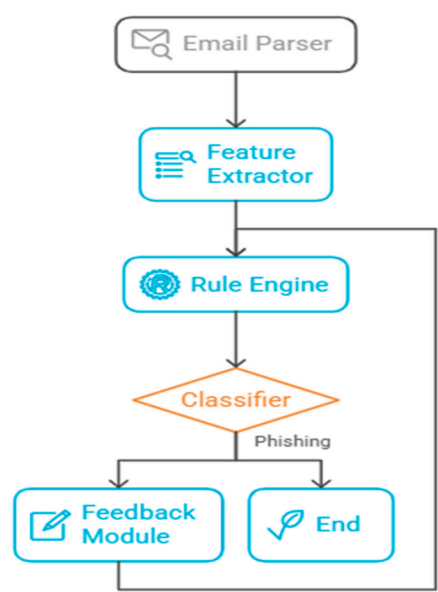 Email Parser
Feature
Extractor
Rule Engine
Classifier
Phishing
Feedback
Module
End